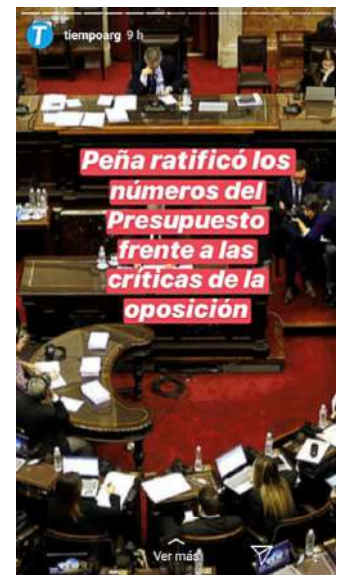 T
tiempoarg 9 h
Peña ratificó los
números del
Presupuesto
frente a las
críticas de la
oposición
Ver más